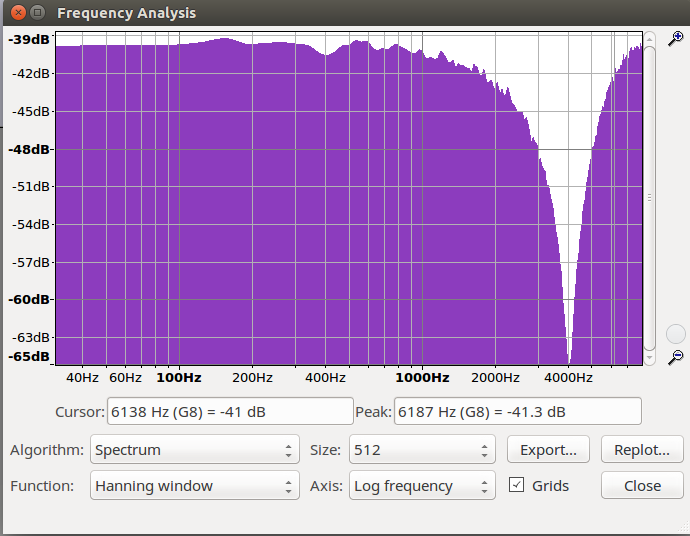 Frequency Analysis
-39dB
-42dB
-45dB
-48dB
-51dB
-54dB
-57dB
-60dB
-63dB
-65dB
40Hz 60Hz 100Hz 200Hz 400Hz 1000Hz 2000Hz 4000Hz
Cursor: 6138 Hz (G8) = -41 dB Peak: 6187 Hz (G8) = -41.3 dB
Algorithm: Spectrum Size: 512 Export... Replot...
Function: Hanning window Axis: Log frequency Grids Close